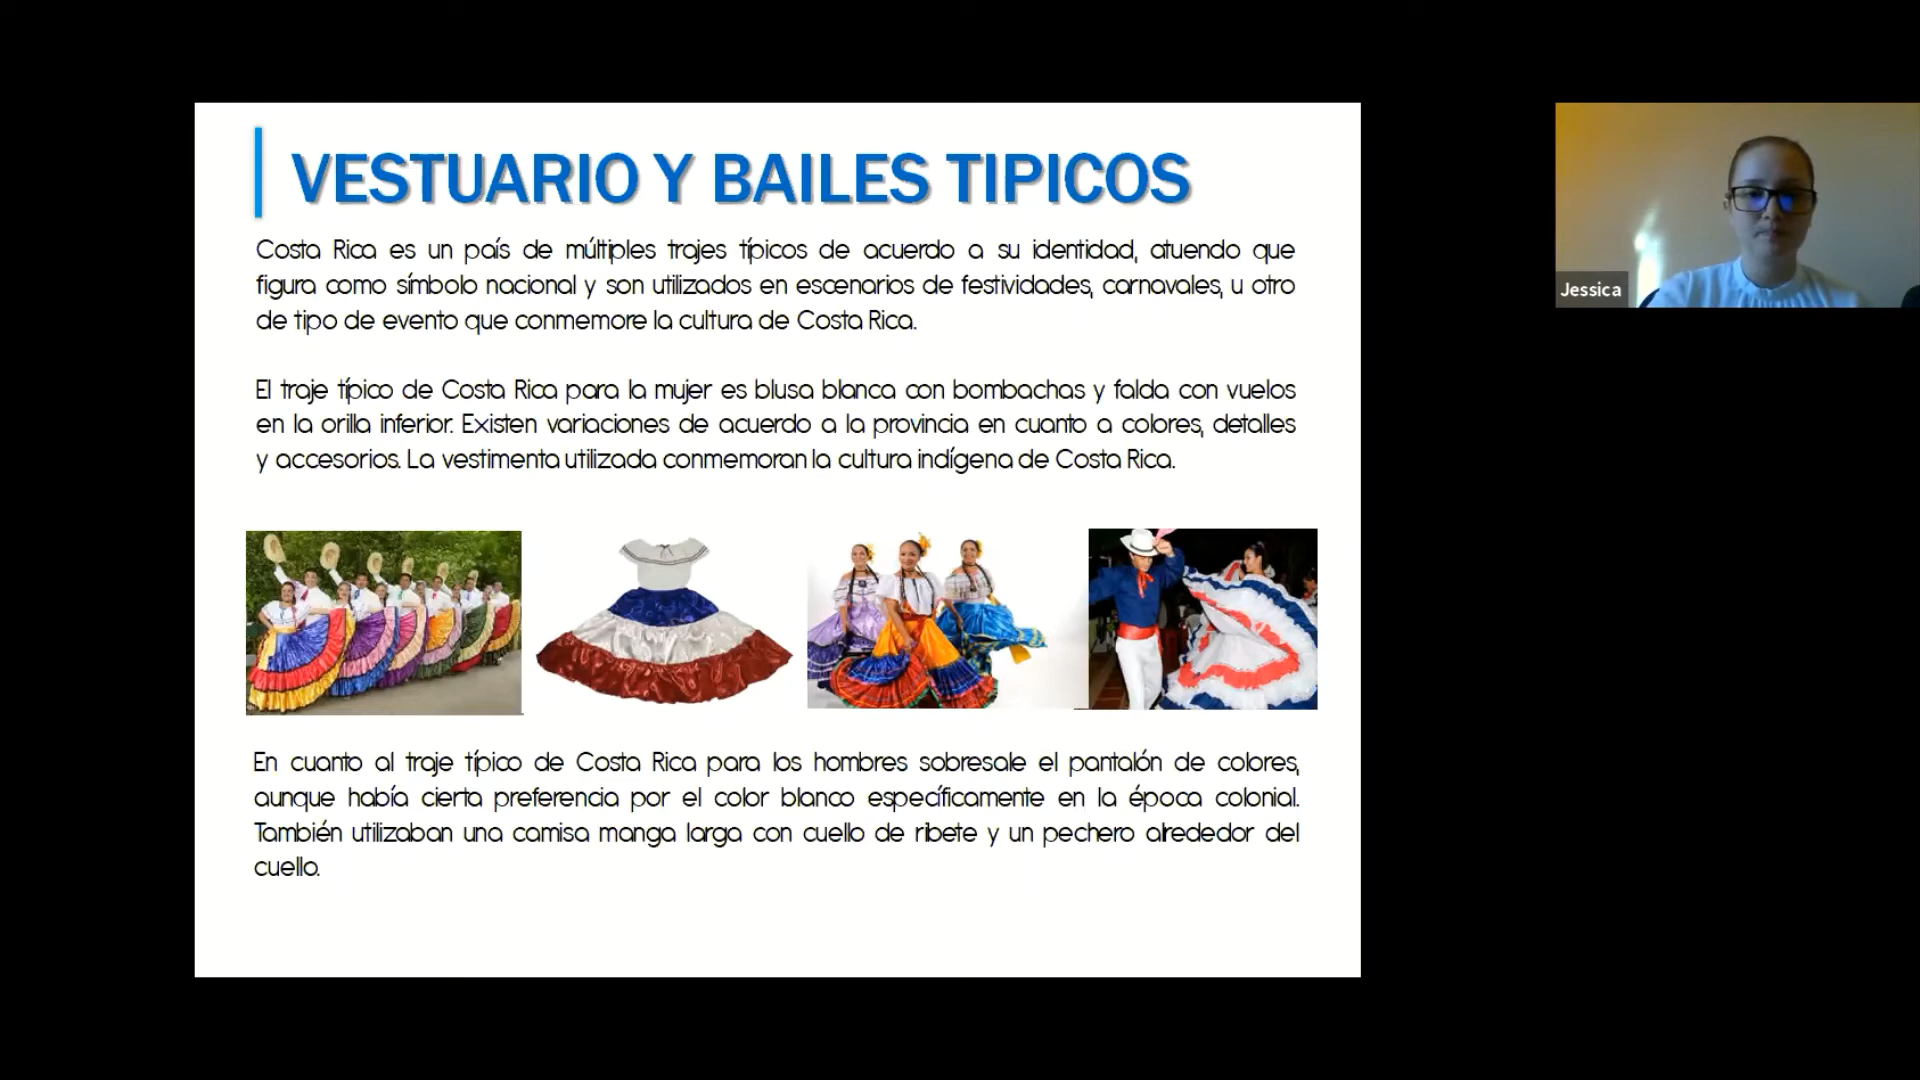 VESTUARIO Y BAILES TIPICOS
Costa Rica es un país de múltiples trajes típicos de acuerdo a su identidad, atuendo que
figura como símbolo nacional y son utilizados en escenarios de festividades, carnavales, u otro
de tipo de evento que conmemore la cultura de Costa Rica.
El traje típico de Costa Rica para la mujer es blusa blanca con bombachas y falda con vuelos
en la orilla inferior. Existen variaciones de acuerdo a la provincia en cuanto a colores, detalles
y accesorios. La vestimenta utilizada conmemoran la cultura indígena de Costa Rica.
En cuanto al traje típico de Costa Rica para los hombres sobresale el pantalón de colores,
aunque había cierta preferencia por el color blanco específicamente en la época colonial.
También utilizaban una camisa manga larga con cuello de ribete y un pechero alrededor del
cuello.
Jessica